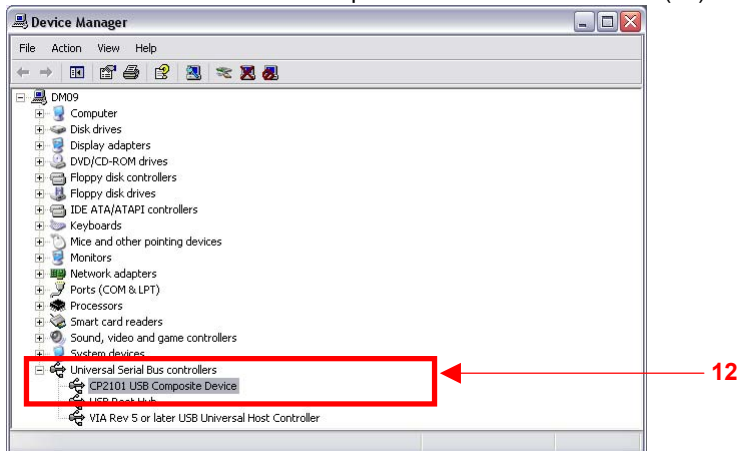 Device Manager
File Action View Help
DM09
Computer
Disk drives
Display adapters
DVD/CD-ROM drives
Floppy disk controllers
Floppy disk drives
IDE ATA/ATAPI controllers
Keyboards
Mice and other pointing devices
Monitors
Network adapters
Ports (COM & LPT)
Processors
Smart card readers
Sound, video and game controllers
System devices
Universal Serial Bus controllers
CP2101 USB Composite Device
12
USB Root Hub
VIA Rev 5 or later USB Universal Host Controller